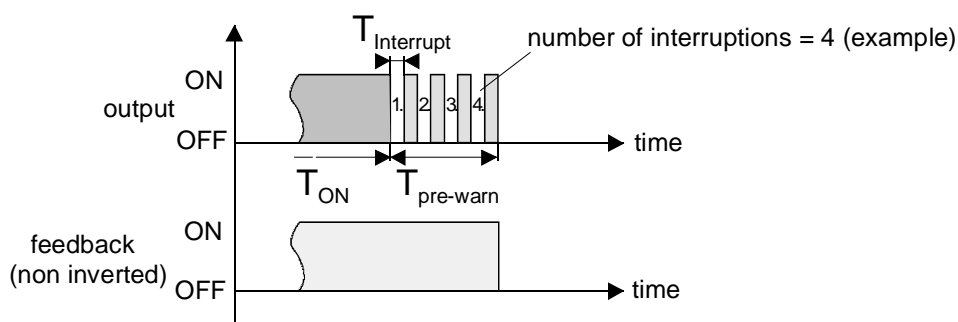 T Interrupt
number of interruptions = 4 (example)
ON
output
1. 2. 3. 4.
OFF
time
T ON
T pre-warn
ON
feedback
(non inverted)
OFF
time